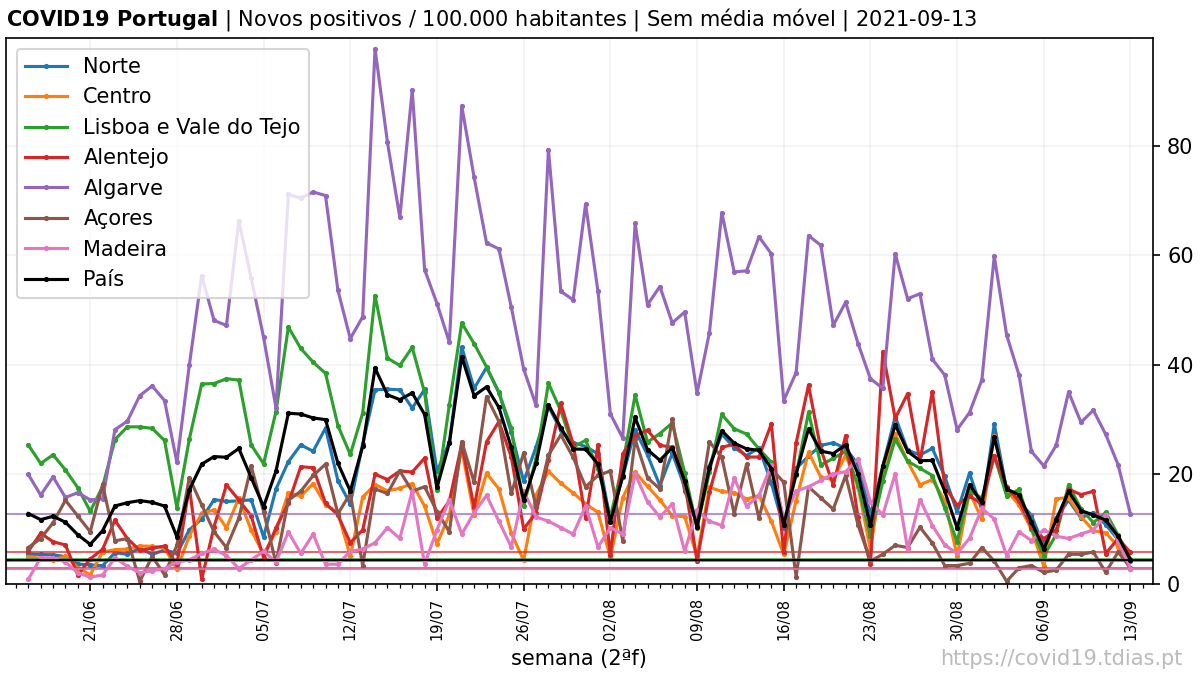 COVID19 Portugal | Novos positivos / 100.000 habitantes | Sem média móvel | 2021-09-13
Norte
Centro
Lisboa e Vale do Tejo
Alentejo
Algarve
Açores
Madeira
País
80
60
40
20
0
21/06
28/06
05/07
12/07
19/07
26/07
02/08
09/08
16/08
23/08
30/08
06/09
13/09
semana (2ªf)
https://covid19.tdias.pt